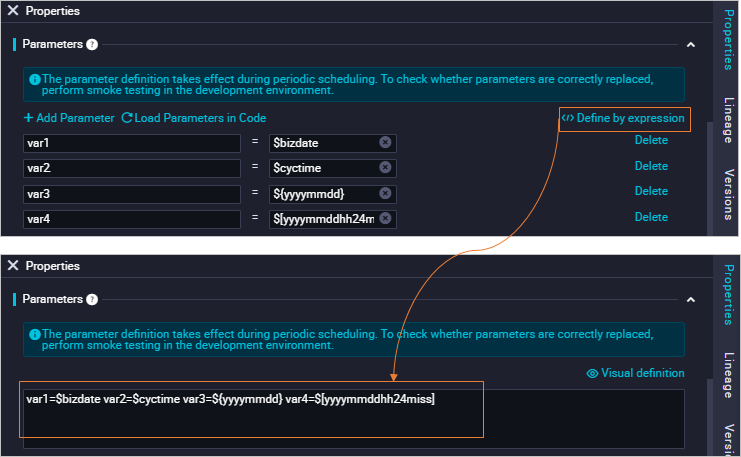 Properties
Parameters ?
The parameter definition takes effect during periodic scheduling. To check whether parameters are correctly replaced,
perform smoke testing in the development environment.
+ Add Parameter Load Parameters in Code </> Define by expression
var1 = $bizdate Delete
var2 = $cyctime Delete
var3 = ${yyyymmdd} Delete
var4 = $[yyyymmddhh24m Delete
Properties
Lineage
Versions
Properties
Parameters ?
The parameter definition takes effect during periodic scheduling. To check whether parameters are correctly replaced,
perform smoke testing in the development environment.
Visual definition
var1=$bizdate var2=$cyctime var3=${yyyymmdd} var4=$[yyyymmddhh24miss]
Properties
Lineage
Versio